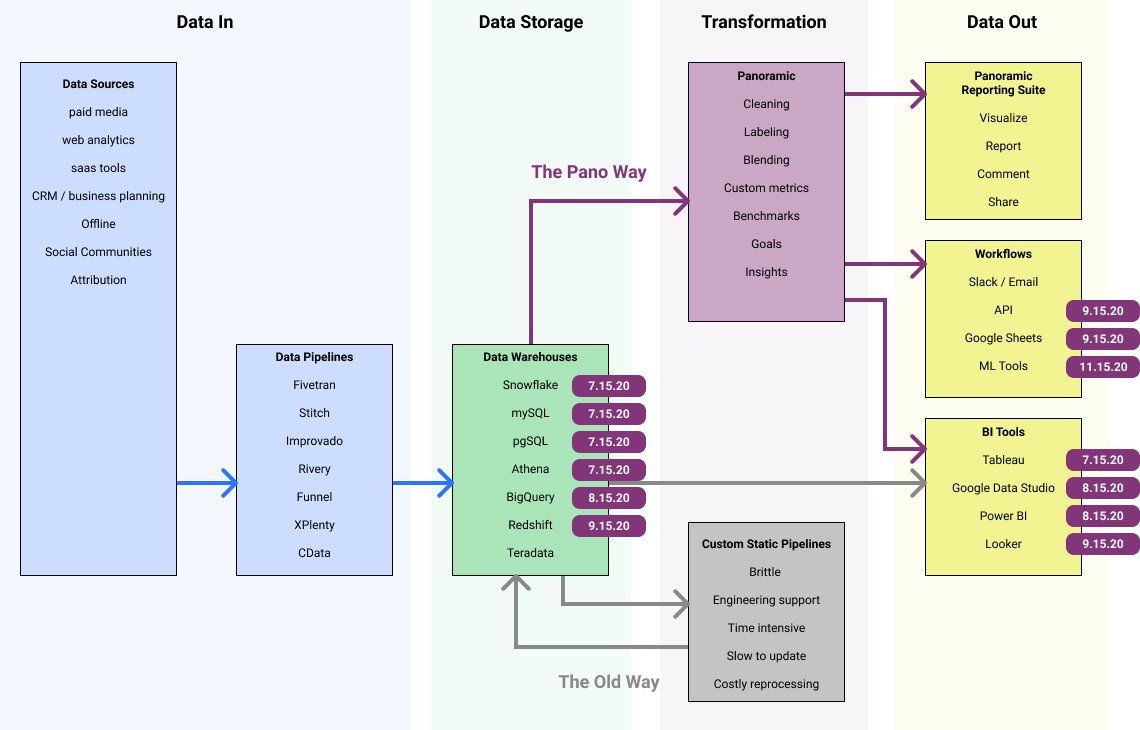 Data In
Data Storage
Transformation
Data Out
Data Sources
paid media
web analytics
saas tools
CRM / business planning
Offline
Social Communities
Attribution
Data Pipelines
Fivetran
Stitch
Improvado
Rivery
Funnel
XPlenty
CData
The Pano Way
Data Warehouses
Snowflake 7.15.20
mySQL 7.15.20
pgSQL 7.15.20
Athena 7.15.20
BigQuery 8.15.20
Redshift 9.15.20
Teradata
The Old Way
Panoramic
Cleaning
Labeling
Blending
Custom metrics
Benchmarks
Goals
Insights
Custom Static Pipelines
Brittle
Engineering support
Time intensive
Slow to update
Costly reprocessing
Panoramic
Reporting Suite
Visualize
Report
Comment
Share
Workflows
Slack / Email
API 9.15.20
Google Sheets 9.15.20
ML Tools 11.15.20
BI Tools
Tableau 7.15.20
Google Data Studio 8.15.20
Power BI 8.15.20
Looker 9.15.20